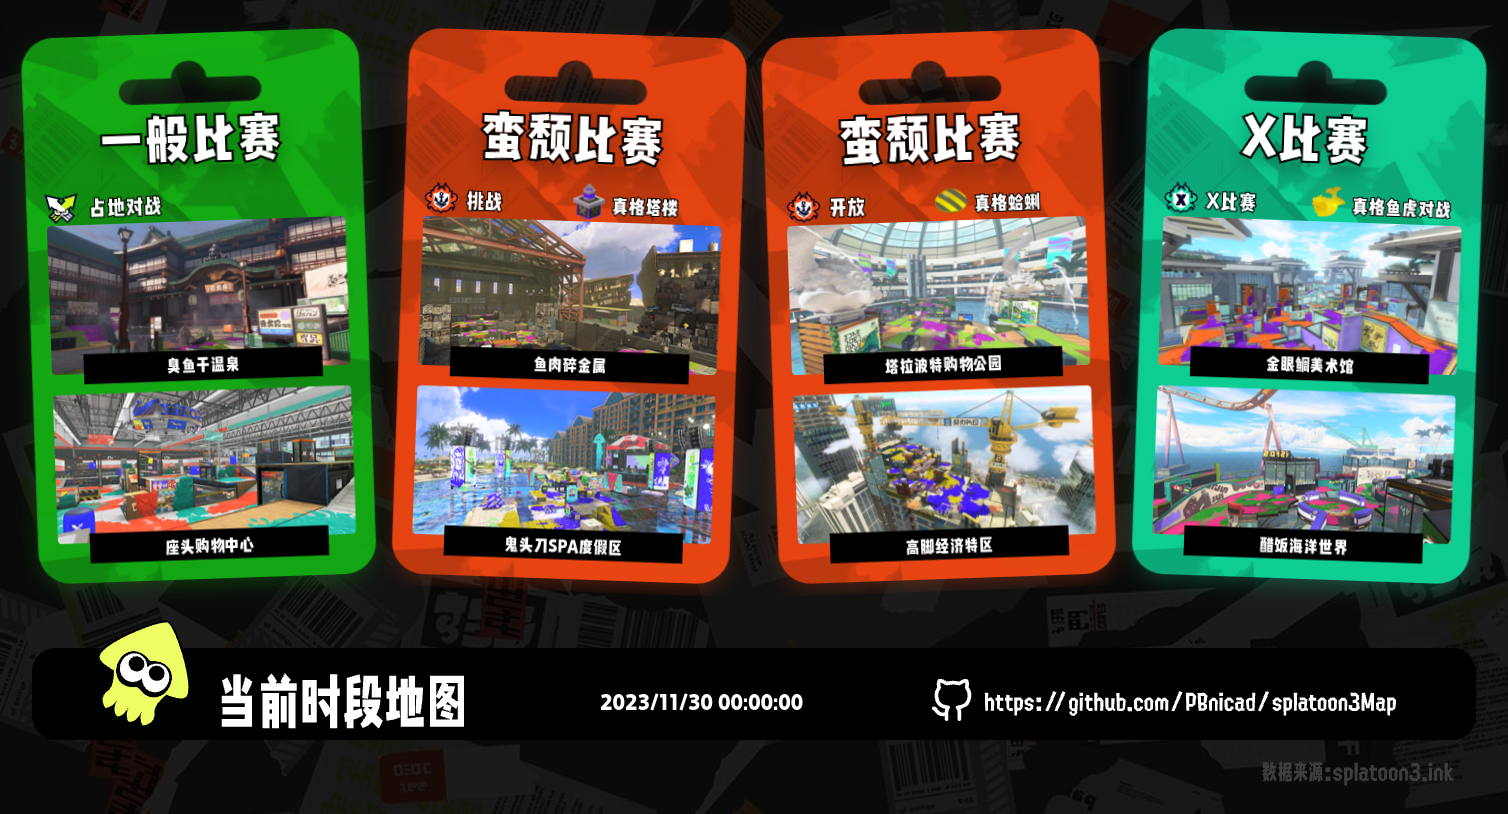 一般比赛
占地对战
臭鱼干温泉
座头购物中心
蛮颓比赛
挑战
真格塔楼
鱼肉碎金属
鬼头刀SPA度假区
蛮颓比赛
开放
真格蛤蜊
塔拉波特购物公园
高脚经济特区
X比赛
X比赛
真格鱼虎对战
金眼鲷美术馆
醋饭海洋世界
当前时段地图
2023/11/30 00:00:00
https://github.com/PBnicad/splatoon3Map
数据来源:splatoon3.ink